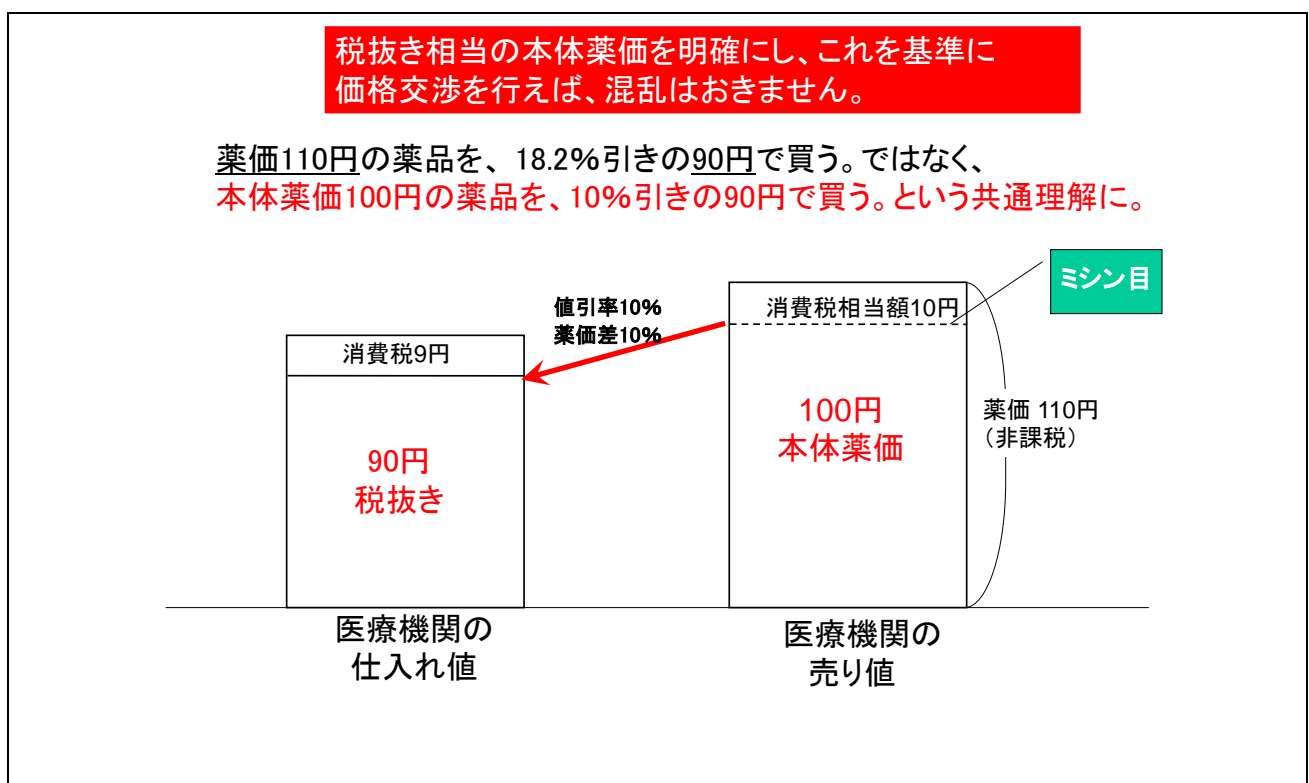 税抜き相当の本体薬価を明確にし、これを基準に
価格交渉を行えば、混乱はおきません。
薬価110円の薬品を、18.2%引きの90円で買う。ではなく、
本体薬価100円の薬品を、10%引きの90円で買う。という共通理解に。
ミシン目
値引率10%
薬価差10%
消費税相当額10円
消費税9円
100円
本体薬価
薬価 110円
（非課税）
90円
税抜き
医療機関の
仕入れ値
医療機関の
売り値